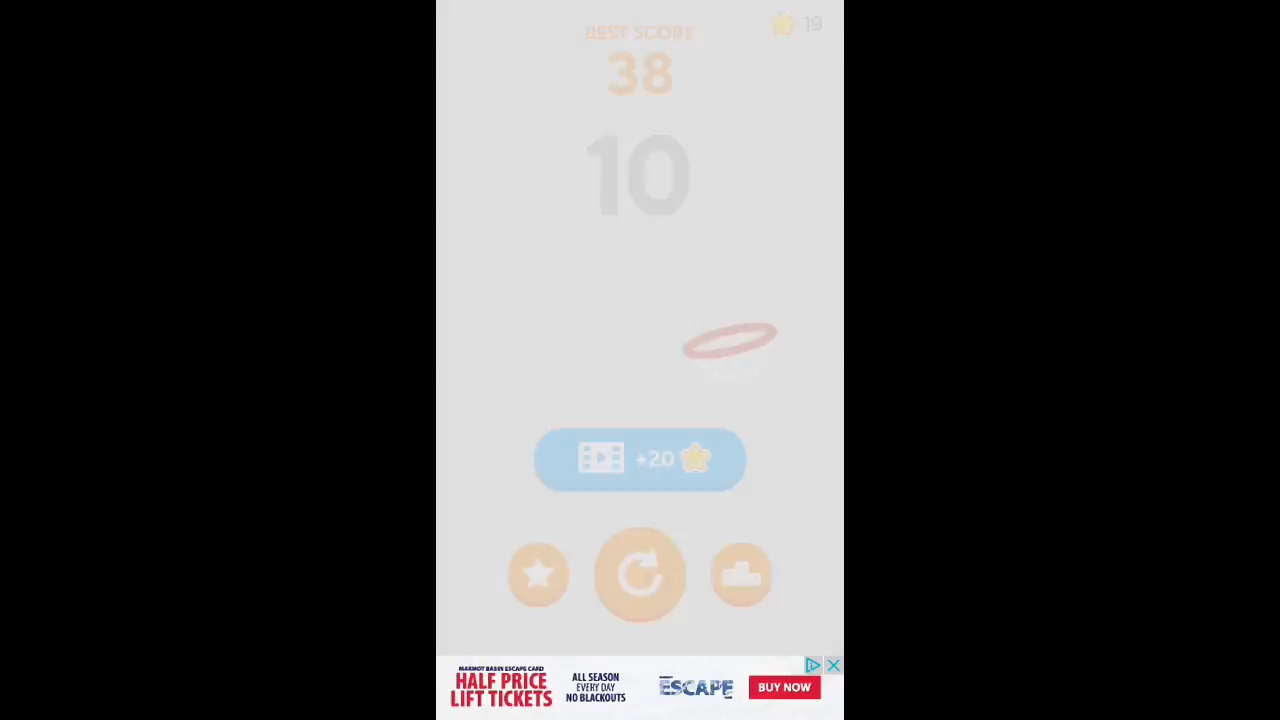 BEST SCORE
38
19
10
+20
MARMOT BASIN ESCAPE CARD
HALF PRICE
LIFT TICKETS
ALL SEASON
EVERY DAY
NO BLACKOUTS
ESCAPE
BUY NOW